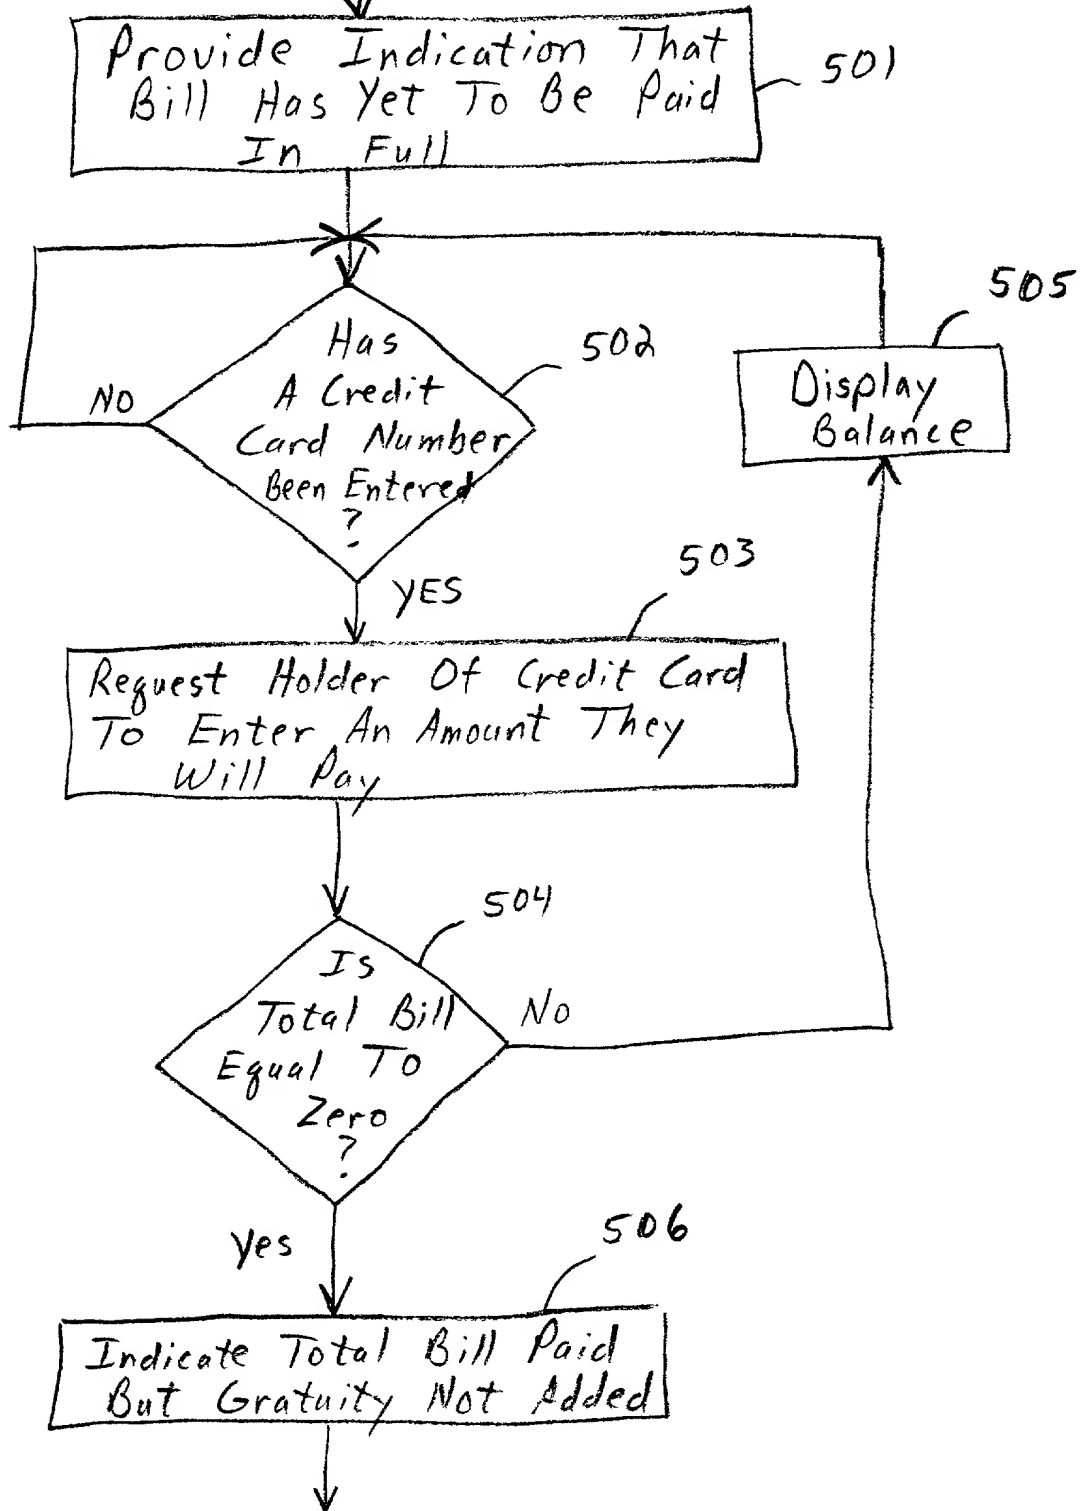 Provide Indication That
Bill Has Yet To Be Paid
In Full
501
Has
A Credit
Card Number
Been Entered
?
502
NO
YES
505
Display
Balance
503
Request Holder Of Credit Card
To Enter An Amount They
Will Pay
504
Is
Total Bill
Equal To
Zero
?
No
Yes
506
Indicate Total Bill Paid
But Gratuity Not Added